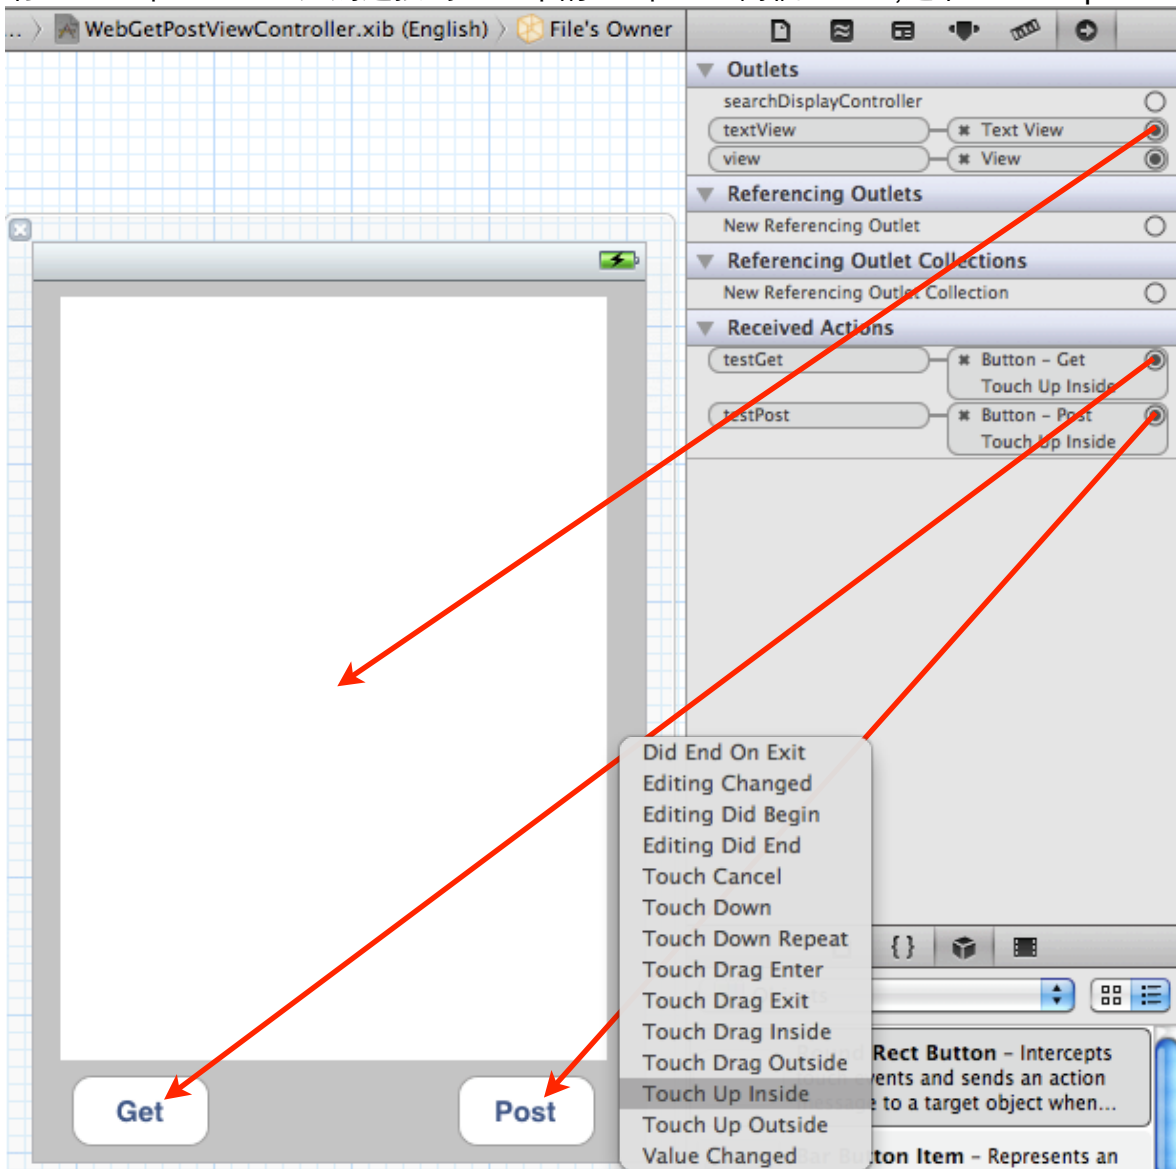 .. › WebGetPostViewController.xib (English) › File's Owner
Outlets
searchDisplayController
textView
Text View
view
View
Referencing Outlets
New Referencing Outlet
Referencing Outlet Collections
New Referencing Outlet Collection
Received Actions
testGet
Button – Get
Touch Up Inside
testPost
Button – Post
Touch Up Inside
Did End On Exit
Editing Changed
Editing Did Begin
Editing Did End
Touch Cancel
Touch Down
Touch Down Repeat
Touch Drag Enter
Touch Drag Exit
Touch Drag Inside
Touch Drag Outside
Touch Up Inside
Touch Up Outside
Value Changed
{}
Rect Button – Intercepts
events and sends an action
to a target object when...
Button Item – Represents an
Get
Post